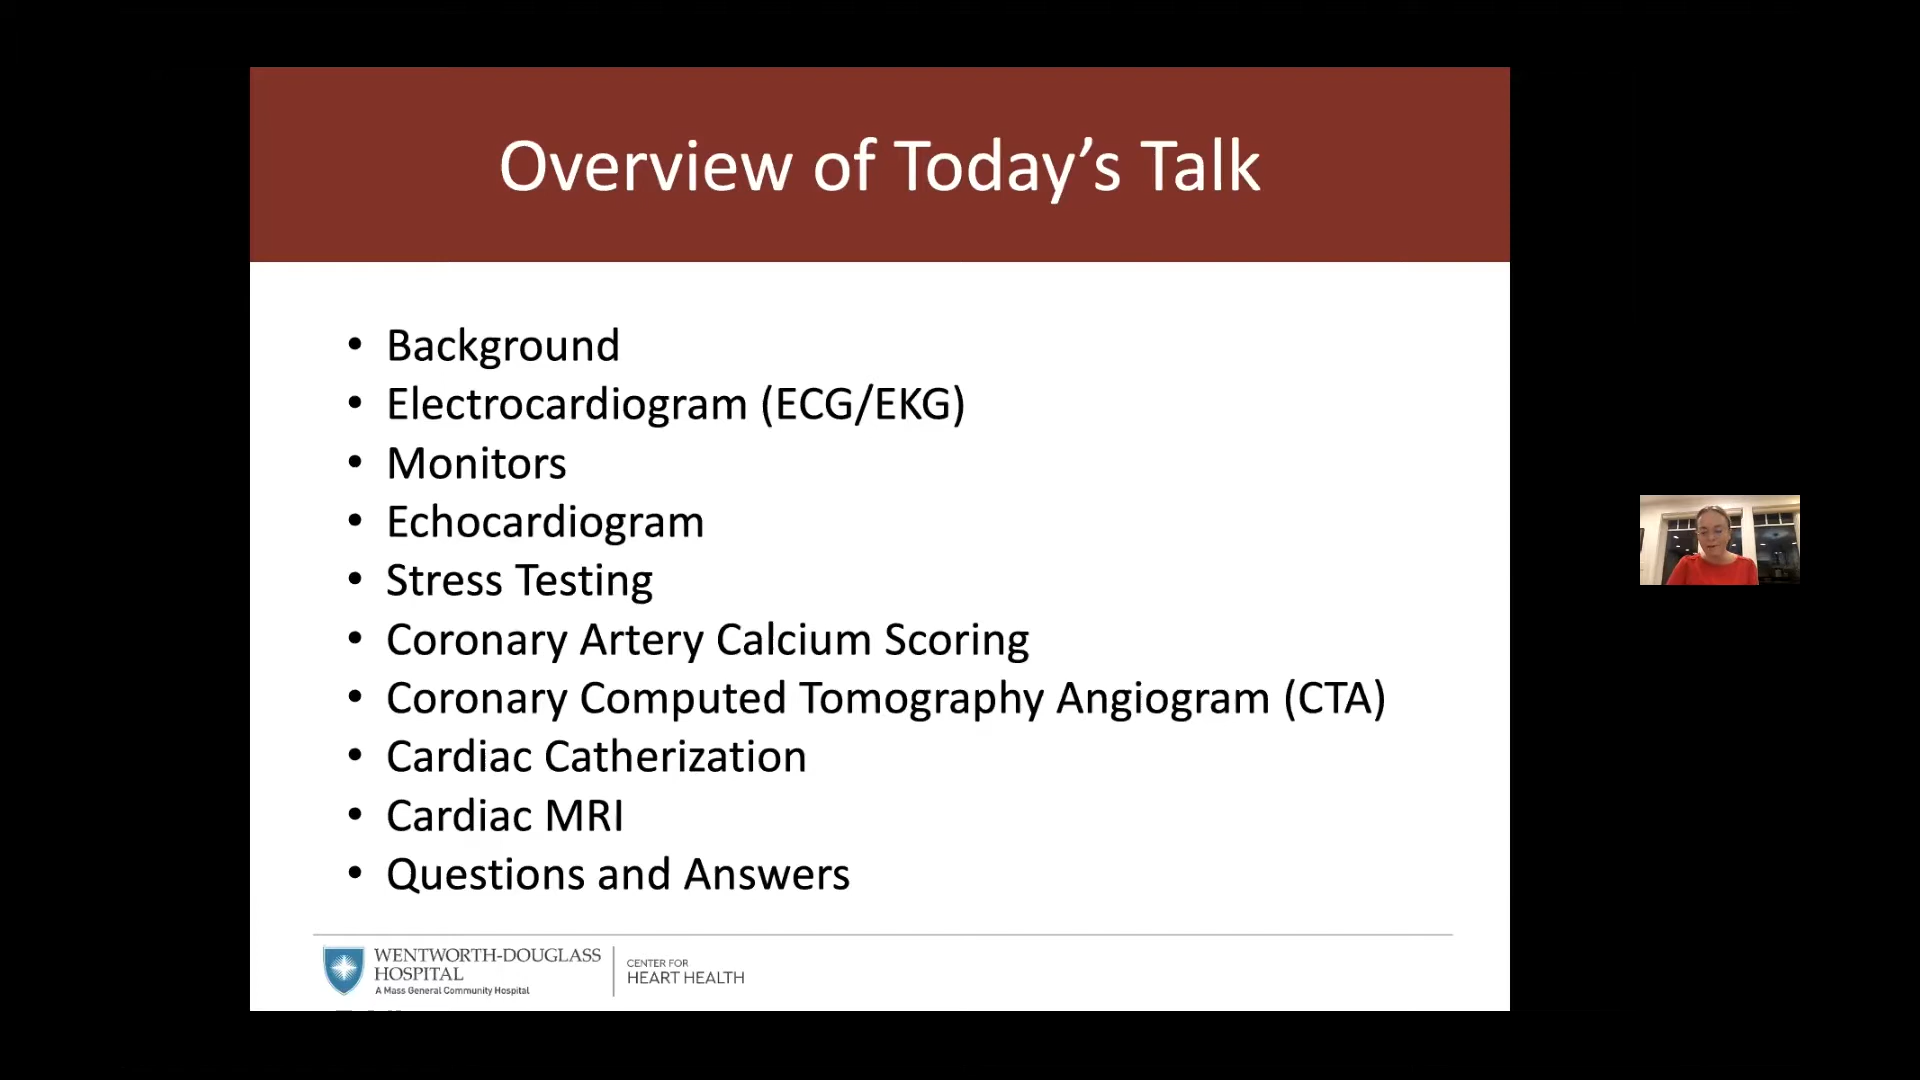 Overview of Today’s Talk
• Background
• Electrocardiogram (ECG/EKG)
• Monitors
• Echocardiogram
• Stress Testing
• Coronary Artery Calcium Scoring
• Coronary Computed Tomography Angiogram (CTA)
• Cardiac Catherization
• Cardiac MRI
• Questions and Answers
WENTWORTH-DOUGLASS
HOSPITAL
A Mass General Community Hospital
CENTER FOR
HEART HEALTH